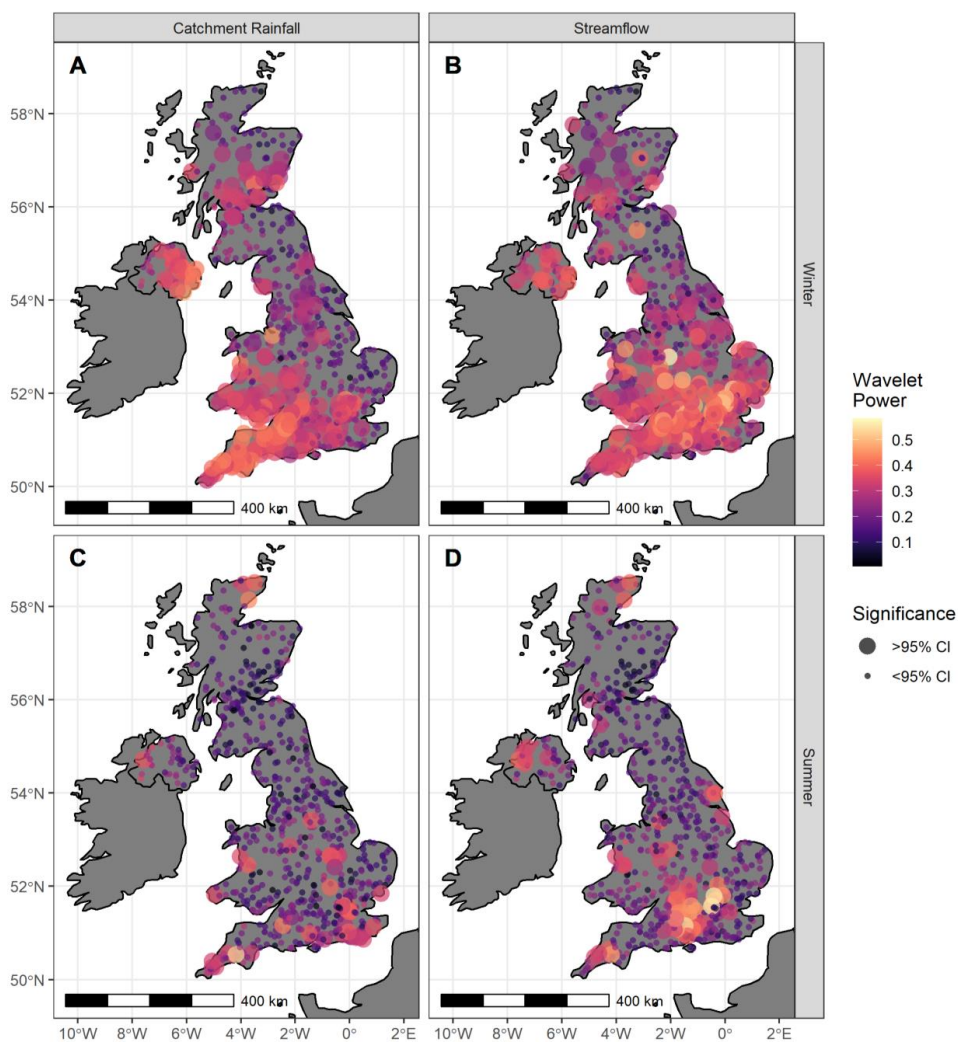 Catchment Rainfall
Streamflow
A
B
58°N
56°N
54°N
52°N
50°N
400 km
400 km
Winter
Wavelet
Power
0.5
0.4
0.3
0.2
0.1
C
D
58°N
56°N
54°N
52°N
50°N
400 km
400 km
Summer
Significance
>95% CI
<95% CI
10°W 8°W 6°W 4°W 2°W 0° 2°E
10°W 8°W 6°W 4°W 2°W 0° 2°E